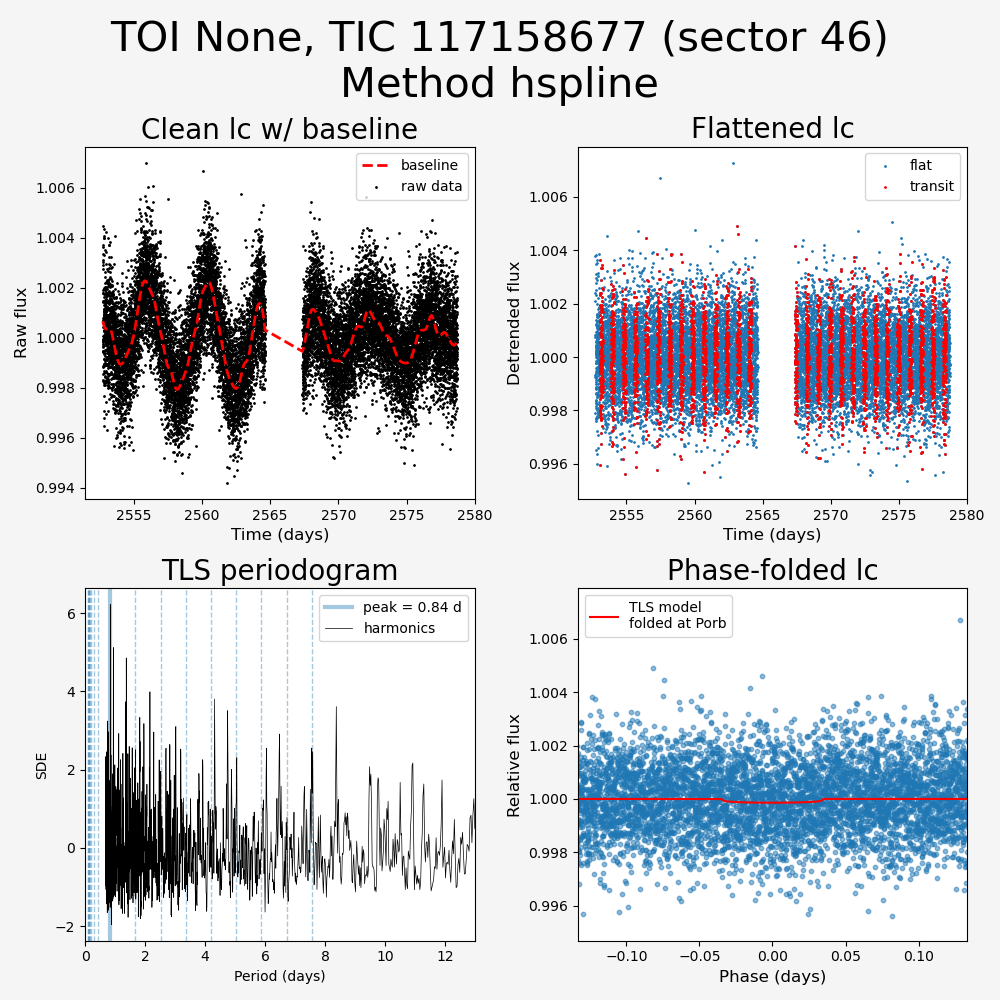 TOI None, TIC 117158677 (sector 46)
Method hspline
Clean lc w/ baseline
baseline
raw data
1.006
1.004
1.002
1.000
0.998
0.996
0.994
Raw flux
2555
2560
2565
2570
2575
2580
Time (days)
Flattened lc
flat
transit
1.006
1.004
1.002
1.000
0.998
0.996
Detrended flux
2555
2560
2565
2570
2575
2580
Time (days)
TLS periodogram
peak = 0.84 d
harmonics
6
4
2
0
−2
SDE
0
2
4
6
8
10
12
Period (days)
Phase-folded lc
TLS model
folded at Porb
1.006
1.004
1.002
1.000
0.998
0.996
Relative flux
−0.10
−0.05
0.00
0.05
0.10
Phase (days)